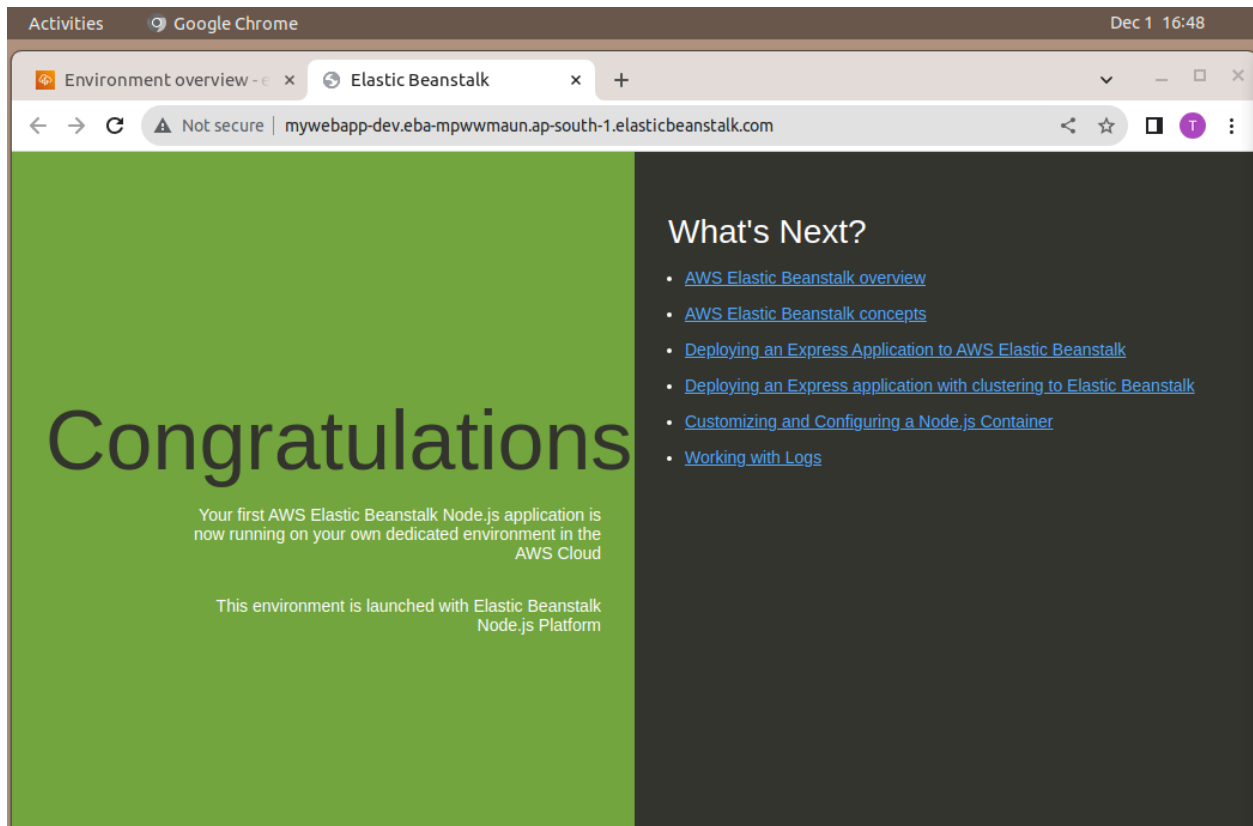 Activities Google Chrome Dec 1 16:48
Environment overview - e Elastic Beanstalk
Not secure mywebapp-dev.eba-mpwwmaun.ap-south-1.elasticbeanstalk.com T
Congratulations
Your first AWS Elastic Beanstalk Node.js application is
now running on your own dedicated environment in the
AWS Cloud
This environment is launched with Elastic Beanstalk
Node.js Platform
What's Next?
AWS Elastic Beanstalk overview
AWS Elastic Beanstalk concepts
Deploying an Express Application to AWS Elastic Beanstalk
Deploying an Express application with clustering to Elastic Beanstalk
Customizing and Configuring a Node.js Container
Working with Logs